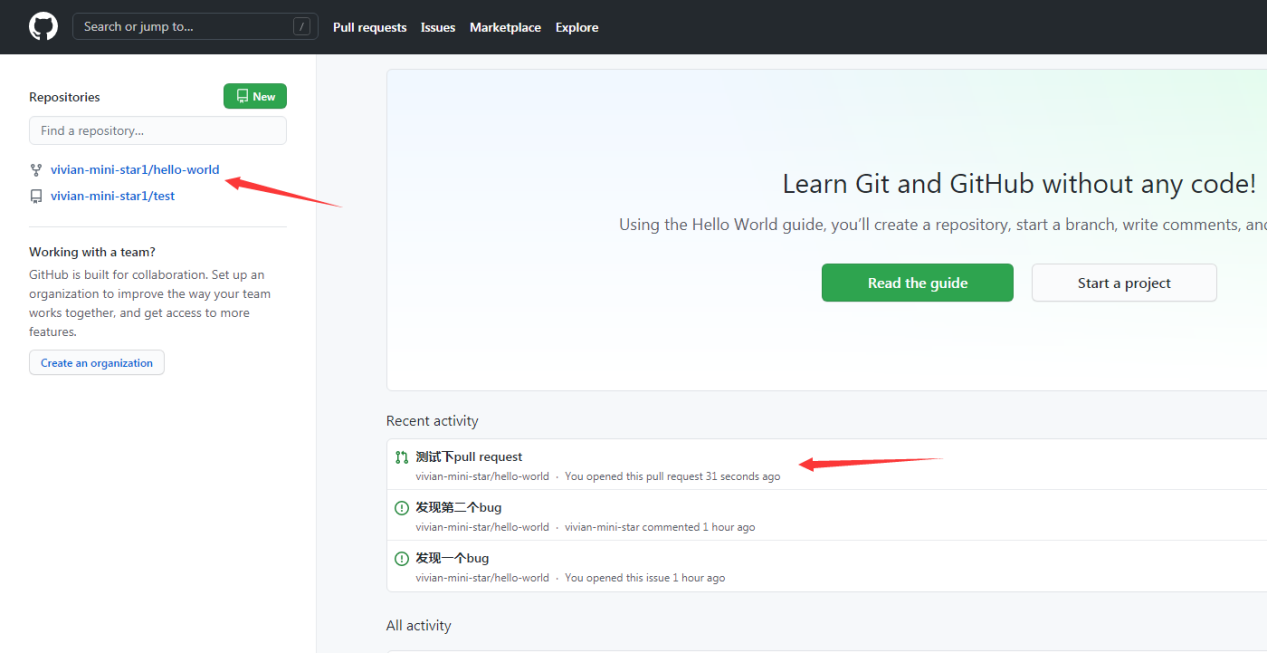 Search or jump to... /
Pull requests Issues Marketplace Explore
Repositories
New
Find a repository...
vivian-mini-star1/hello-world
vivian-mini-star1/test
Working with a team?
GitHub is built for collaboration. Set up an
organization to improve the way your team
works together, and get access to more
features.
Create an organization
Learn Git and GitHub without any code!
Using the Hello World guide, you'll create a repository, start a branch, write comments, and
Read the guide
Start a project
Recent activity
测试下pull request
vivian-mini-star/hello-world · You opened this pull request 31 seconds ago
发现第二个bug
vivian-mini-star/hello-world · vivian-mini-star commented 1 hour ago
发现一个bug
vivian-mini-star/hello-world · You opened this issue 1 hour ago
All activity